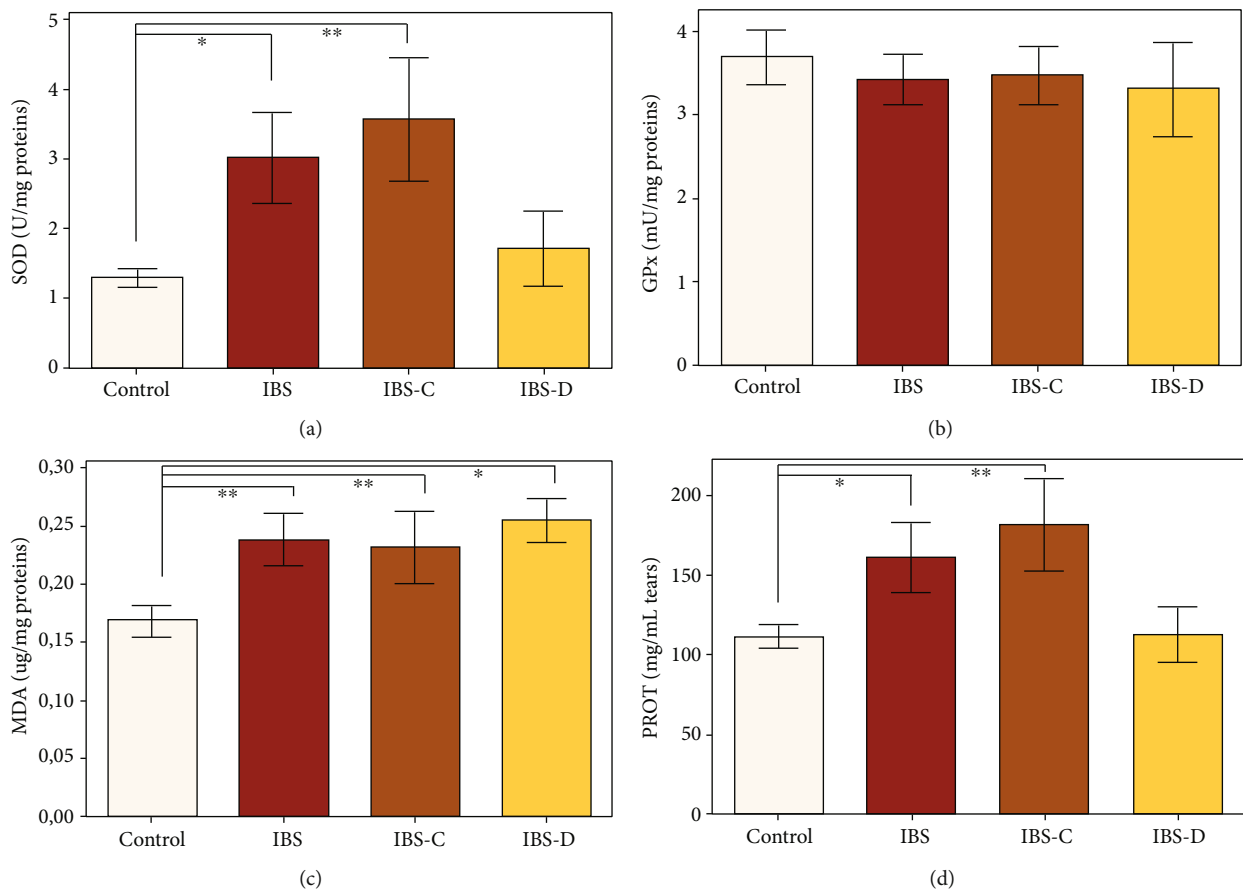 SOD (U/mg proteins)
5
4
3
2
1
0
*
**
Control
IBS
IBS-C
IBS-D
(a)
GPx (mU/mg proteins)
4
3
2
1
0
Control
IBS
IBS-C
IBS-D
(b)
MDA (ug/mg proteins)
0,30
0,25
0,20
0,15
0,10
0,05
0,00
**
**
*
Control
IBS
IBS-C
IBS-D
(c)
PROT (mg/mL tears)
200
150
100
50
0
*
**
Control
IBS
IBS-C
IBS-D
(d)